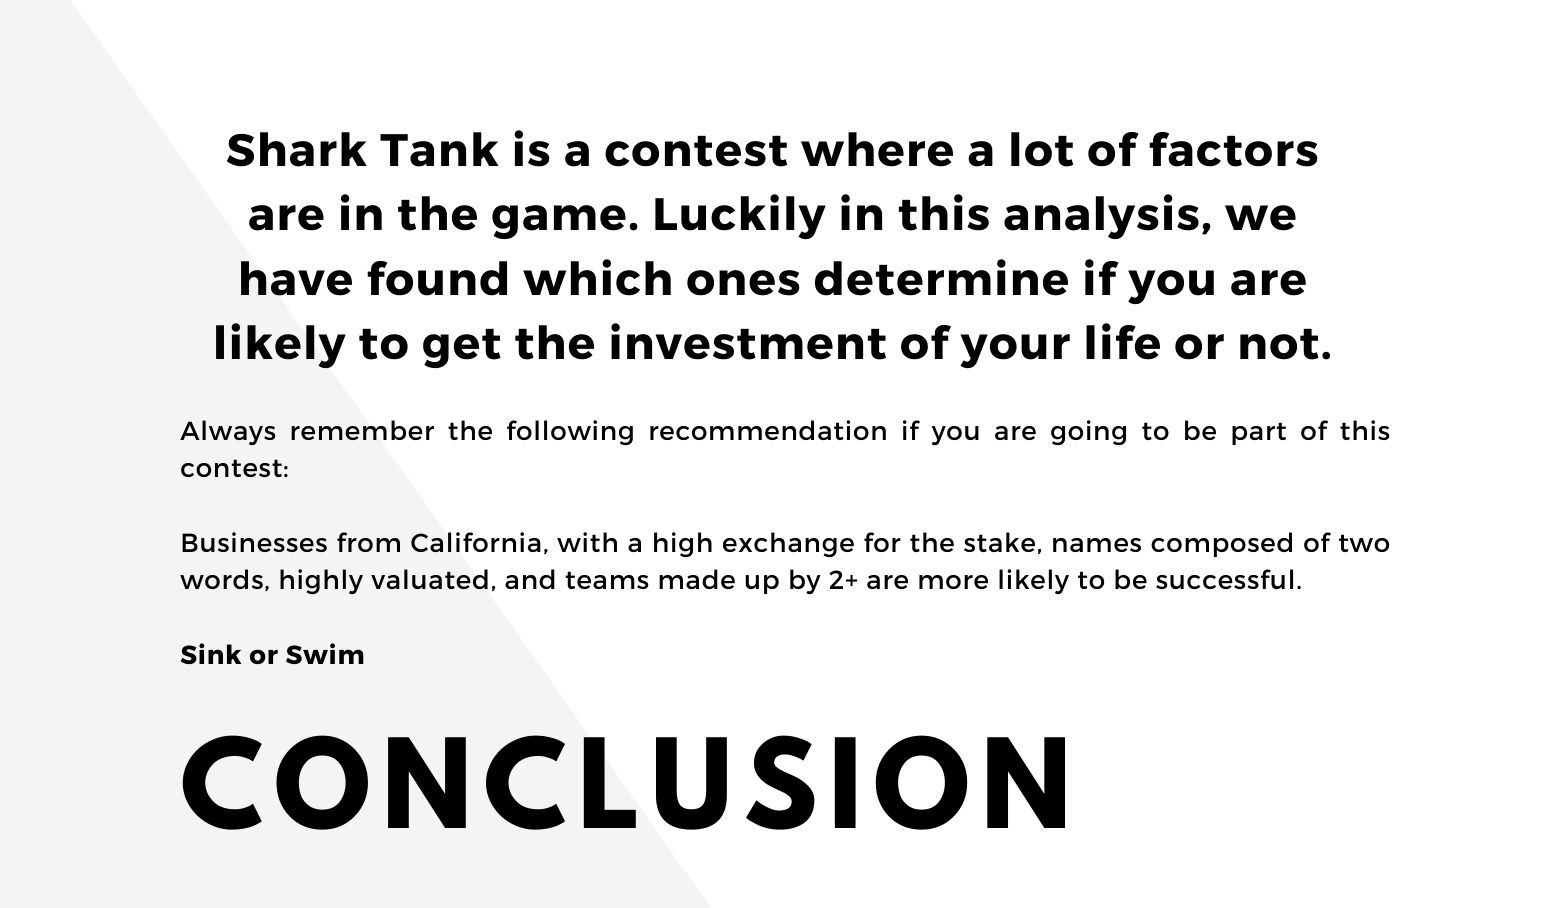 Shark Tank is a contest where a lot of factors
are in the game. Luckily in this analysis, we
have found which ones determine if you are
likely to get the investment of your life or not.
Always remember the following recommendation if you are going to be part of this
contest:
Businesses from California, with a high exchange for the stake, names composed of two
words, highly valuated, and teams made up by 2+ are more likely to be successful.
Sink or Swim
CONCLUSION